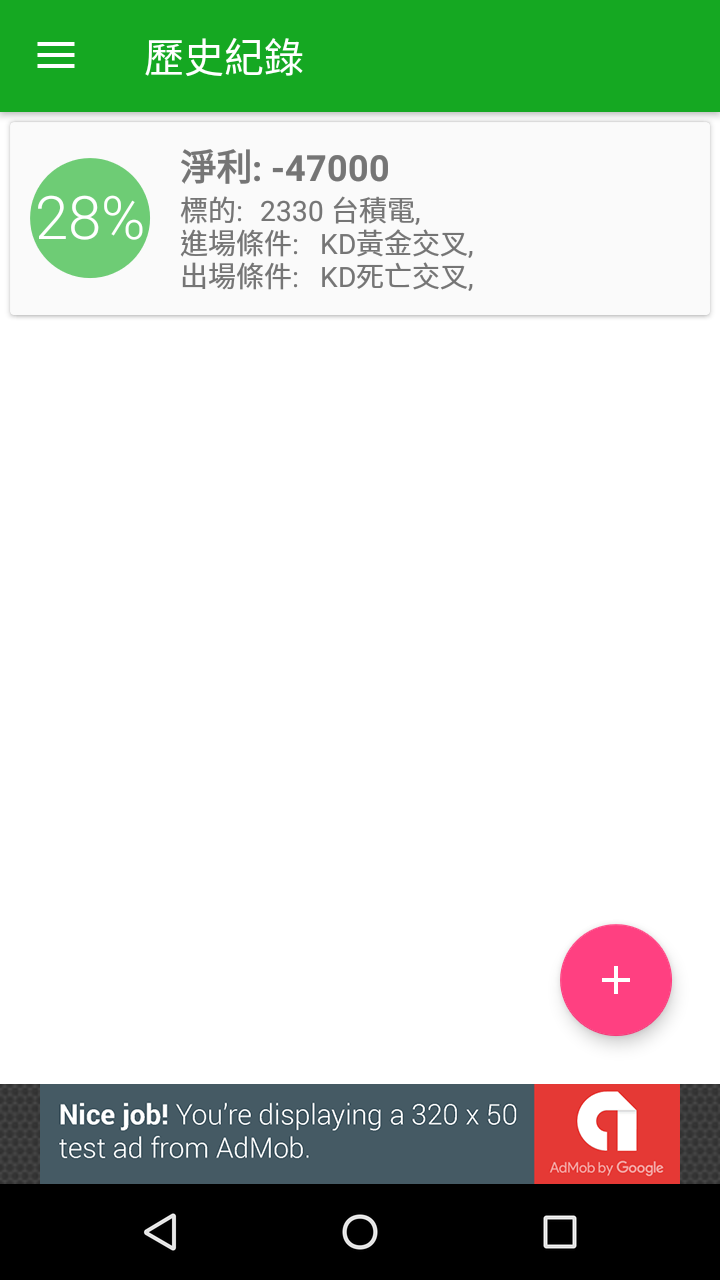 歷史紀錄
28%
淨利: -47000
標的: 2330 台積電,
進場條件: KD黃金交叉,
出場條件: KD死亡交叉,
Nice job! You're displaying a 320 x 50
test ad from AdMob.
AdMob by Google